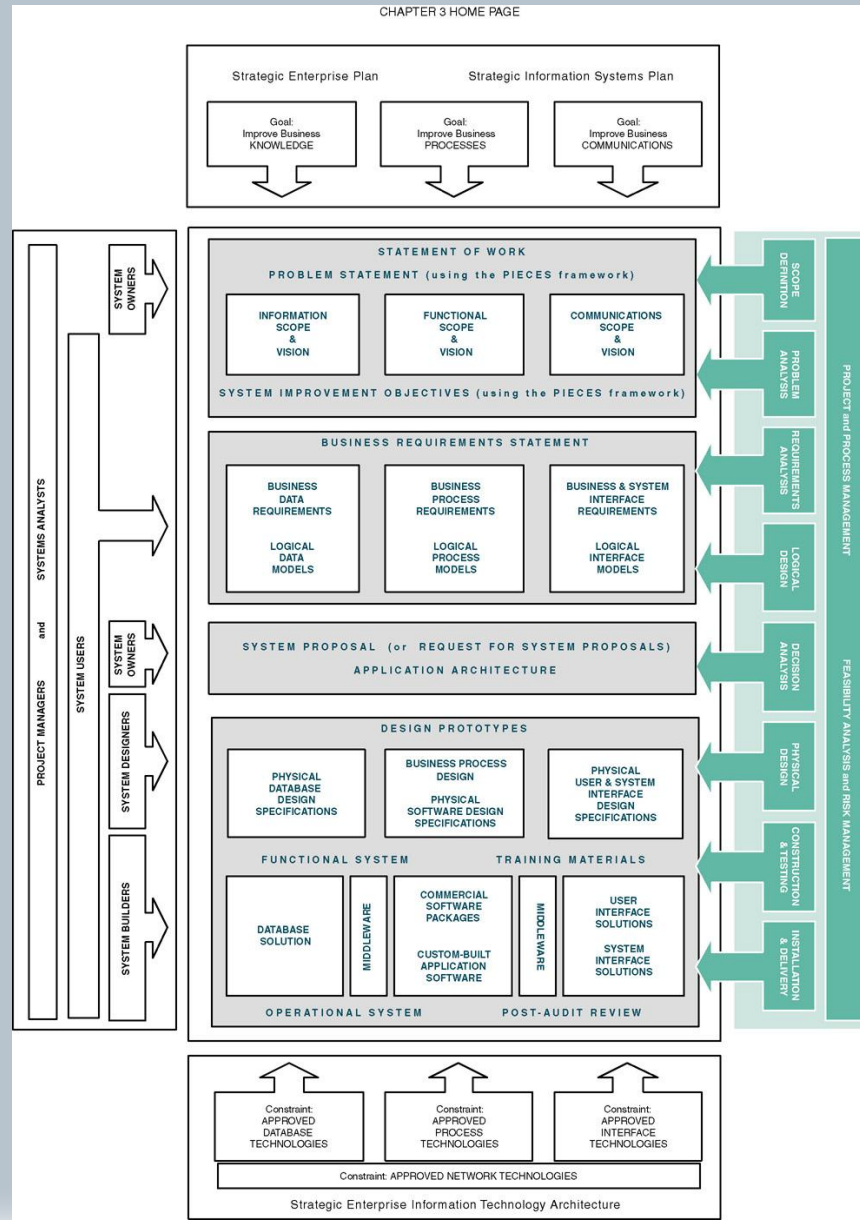 CHAPTER 3 HOME PAGE
Strategic Enterprise Plan
Strategic Information Systems Plan
Goal:
Improve Business
KNOWLEDGE
Goal:
Improve Business
PROCESSES
Goal:
Improve Business
COMMUNICATIONS
PROJECT MANAGERS and SYSTEMS ANALYSTS
SYSTEM USERS
SYSTEM
OWNERS
SYSTEM
OWNERS
SYSTEM DESIGNERS
SYSTEM BUILDERS
STATEMENT OF WORK
PROBLEM STATEMENT (using the PIECES framework)
INFORMATION
SCOPE
&
VISION
FUNCTIONAL
SCOPE
&
VISION
COMMUNICATIONS
SCOPE
&
VISION
SYSTEM IMPROVEMENT OBJECTIVES (using the PIECES framework)
BUSINESS REQUIREMENTS STATEMENT
BUSINESS
DATA
REQUIREMENTS
LOGICAL
DATA
MODELS
BUSINESS
PROCESS
REQUIREMENTS
LOGICAL
PROCESS
MODELS
BUSINESS & SYSTEM
INTERFACE
REQUIREMENTS
LOGICAL
INTERFACE
MODELS
SYSTEM PROPOSAL (or REQUEST FOR SYSTEM PROPOSALS)
APPLICATION ARCHITECTURE
DESIGN PROTOTYPES
PHYSICAL
DATABASE
DESIGN
SPECIFICATIONS
BUSINESS PROCESS
DESIGN
PHYSICAL
SOFTWARE DESIGN
SPECIFICATIONS
PHYSICAL
USER & SYSTEM
INTERFACE
DESIGN
SPECIFICATIONS
FUNCTIONAL SYSTEM
TRAINING MATERIALS
DATABASE
SOLUTION
MIDDLEWARE
COMMERCIAL
SOFTWARE
PACKAGES
CUSTOM-BUILT
APPLICATION
SOFTWARE
MIDDLEWARE
USER
INTERFACE
SOLUTIONS
SYSTEM
INTERFACE
SOLUTIONS
OPERATIONAL SYSTEM
POST-AUDIT REVIEW
SCOPE
DEFINITION
PROBLEM
ANALYSIS
REQUIREMENTS
ANALYSIS
LOGICAL
DESIGN
DECISION
ANALYSIS
PHYSICAL
DESIGN
CONSTRUCTION
& TESTING
INSTALLATION
& DELIVERY
PROJECT and PROCESS MANAGEMENT
FEASIBILITY ANALYSIS and RISK MANAGEMENT
Constraint:
APPROVED
DATABASE
TECHNOLOGIES
Constraint:
APPROVED
PROCESS
TECHNOLOGIES
Constraint:
APPROVED
INTERFACE
TECHNOLOGIES
Constraint: APPROVED NETWORK TECHNOLOGIES
Strategic Enterprise Information Technology Architecture